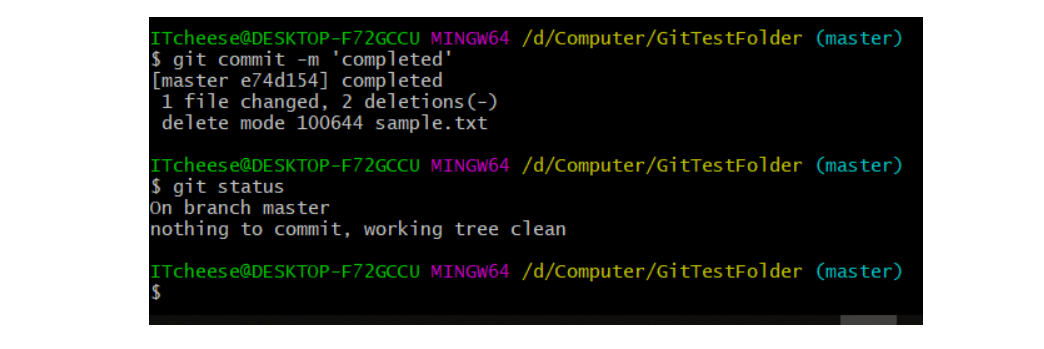 ITcheese@DESKTOP-F72GCCU MINGW64 /d/Computer/GitTestFolder (master)
$ git commit -m 'completed'
[master e74d154] completed
 1 file changed, 2 deletions(-)
 delete mode 100644 sample.txt
ITcheese@DESKTOP-F72GCCU MINGW64 /d/Computer/GitTestFolder (master)
$ git status
On branch master
nothing to commit, working tree clean
ITcheese@DESKTOP-F72GCCU MINGW64 /d/Computer/GitTestFolder (master)
$